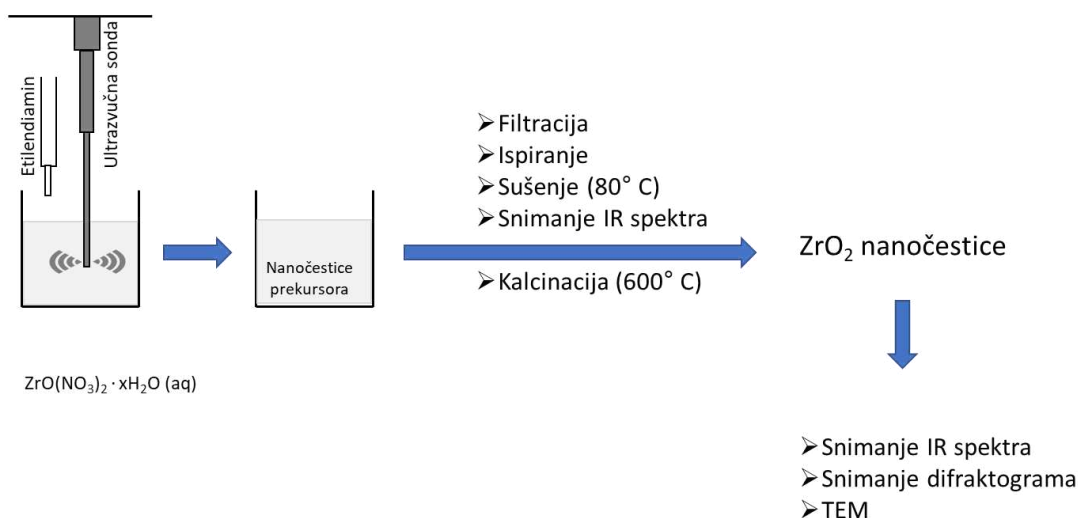 Etilendiamin
Ultrazvučna sonda
Nanočestice
prekursora
ZrO(NO₃)₂ · xH₂O (aq)
➢Filtracija
➢Ispiranje
➢Sušenje (80° C)
➢Snimanje IR spektra
➢Kalcinacija (600° C)
ZrO₂ nanočestice
➢Snimanje IR spektra
➢Snimanje difraktograma
➢TEM